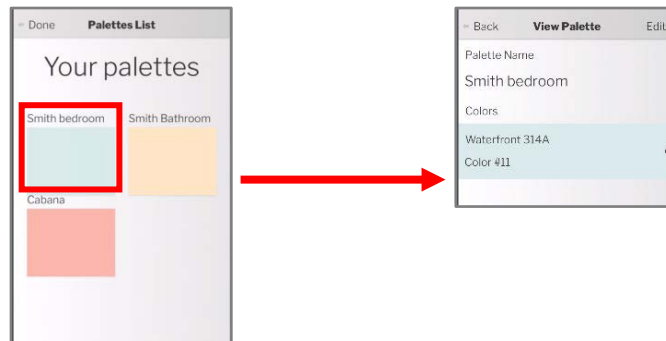 Done Palettes List
Your palettes
Smith bedroom Smith Bathroom
Cabana
Back View Palette Edit
Palette Name
Smith bedroom
Colors
Waterfront 314A
Color #11